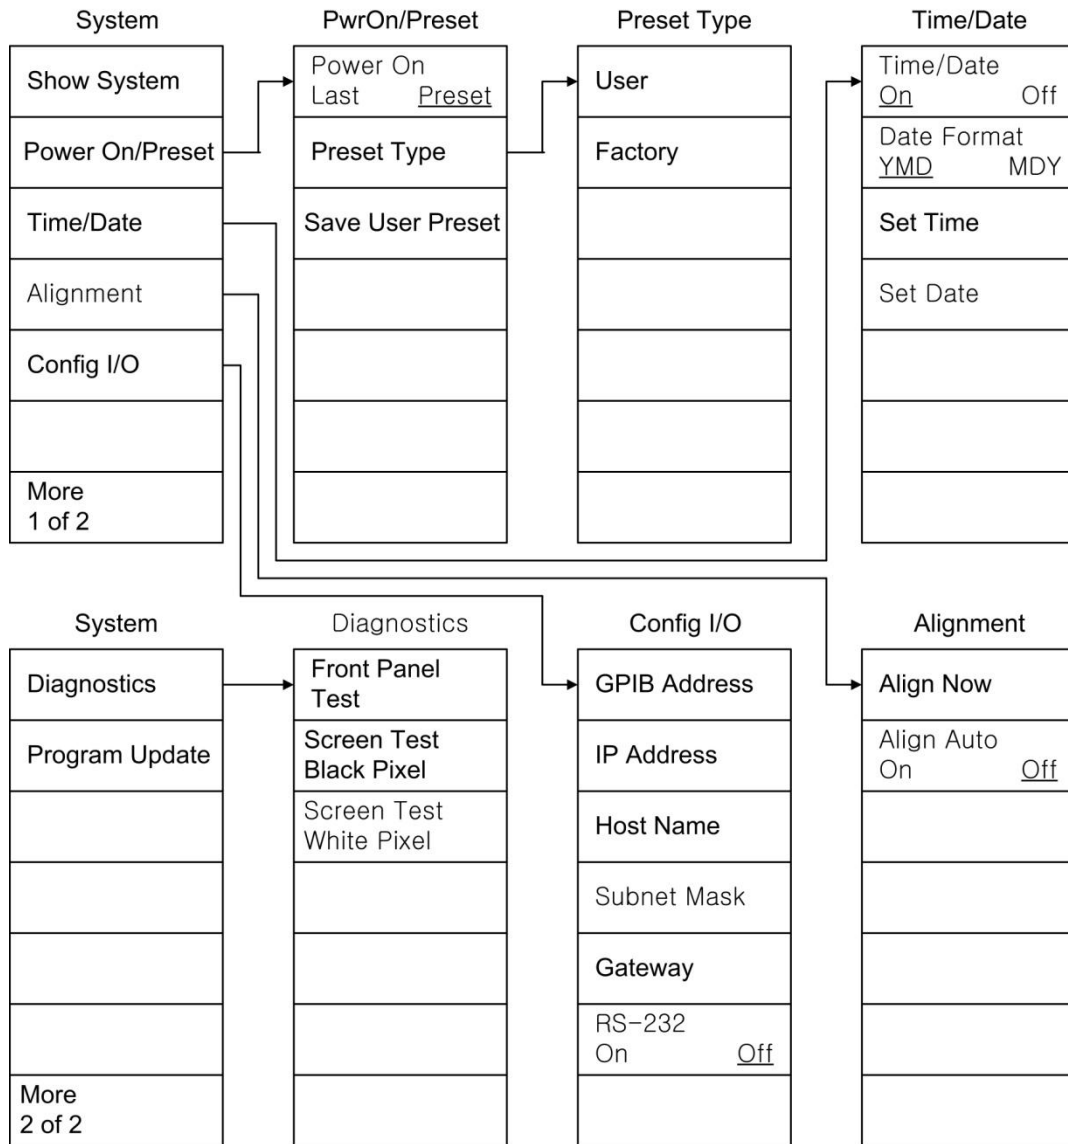 System
Show System
Power On/Preset
Time/Date
Alignment
Config I/O
More
1 of 2
PwrOn/Preset
Power On
Last Preset
Preset Type
Save User Preset
Preset Type
User
Factory
Time/Date
Time/Date
On Off
Date Format
YMD MDY
Set Time
Set Date
System
Diagnostics
Program Update
More
2 of 2
Diagnostics
Front Panel
Test
Screen Test
Black Pixel
Screen Test
White Pixel
Config I/O
GPIB Address
IP Address
Host Name
Subnet Mask
Gateway
RS-232
On Off
Alignment
Align Now
Align Auto
On Off